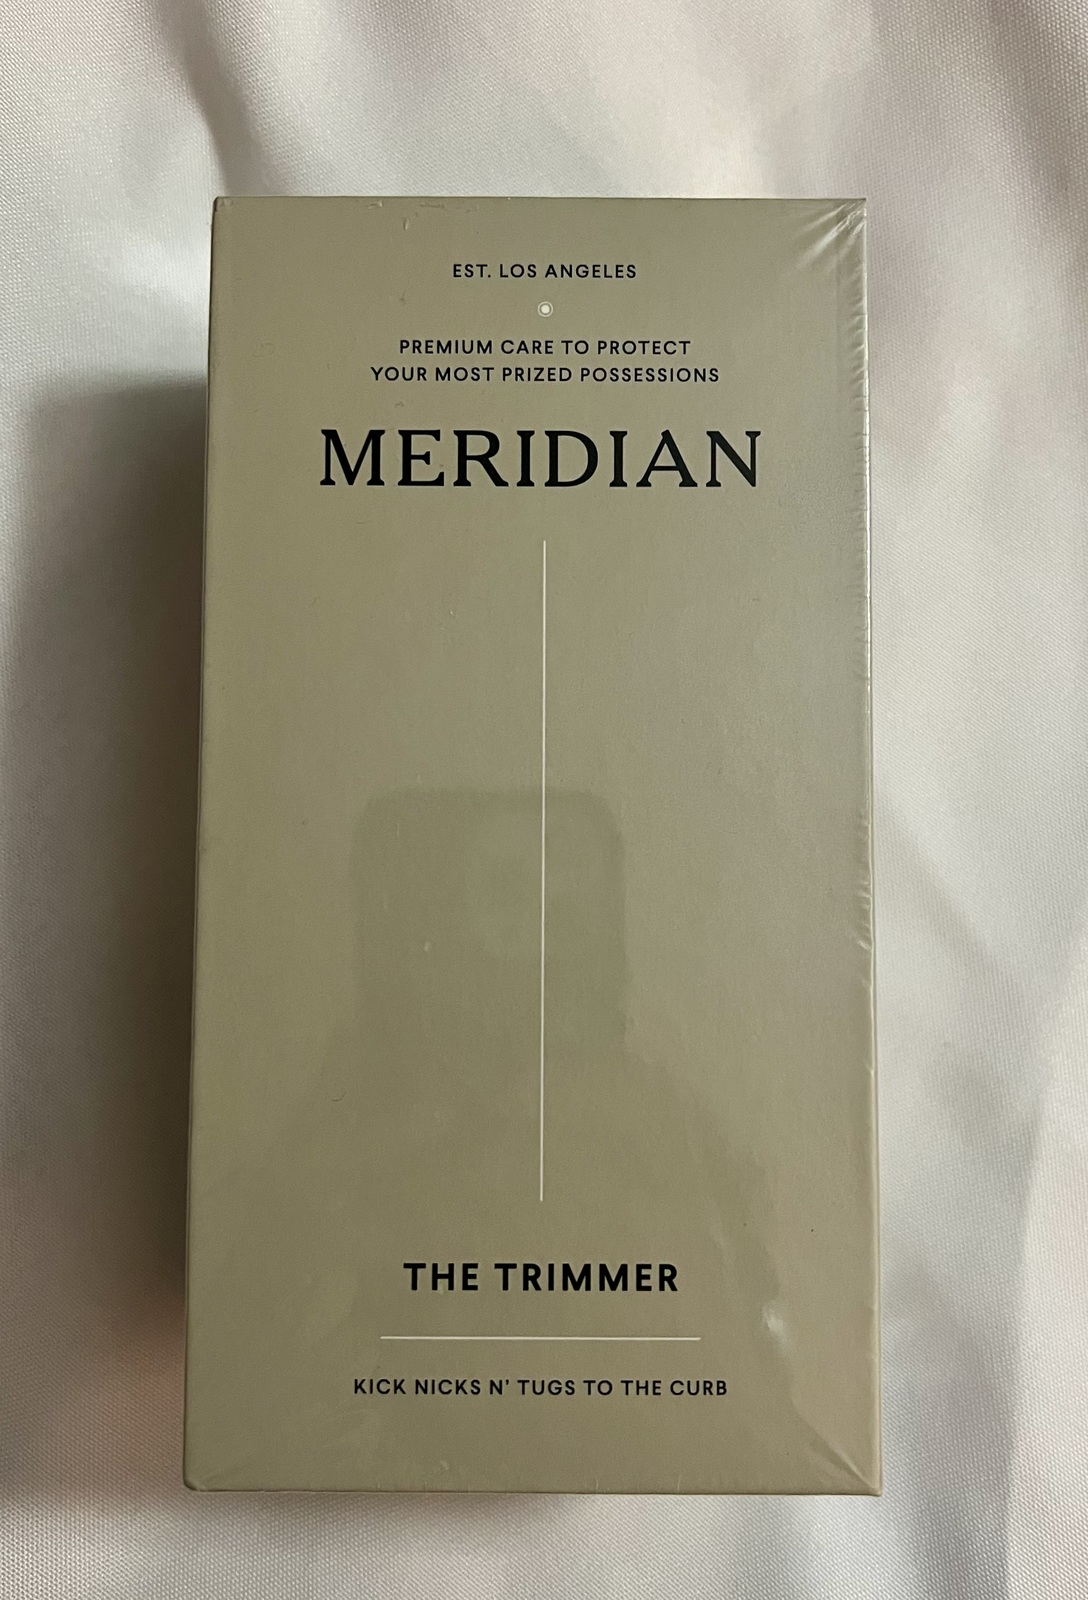 EST. LOS ANGELES
PREMIUM CARE TO PROTECT
YOUR MOST PRIZED POSSESSIONS
MERIDIAN
THE TRIMMER
KICK NICKS N' TUGS TO THE CURB